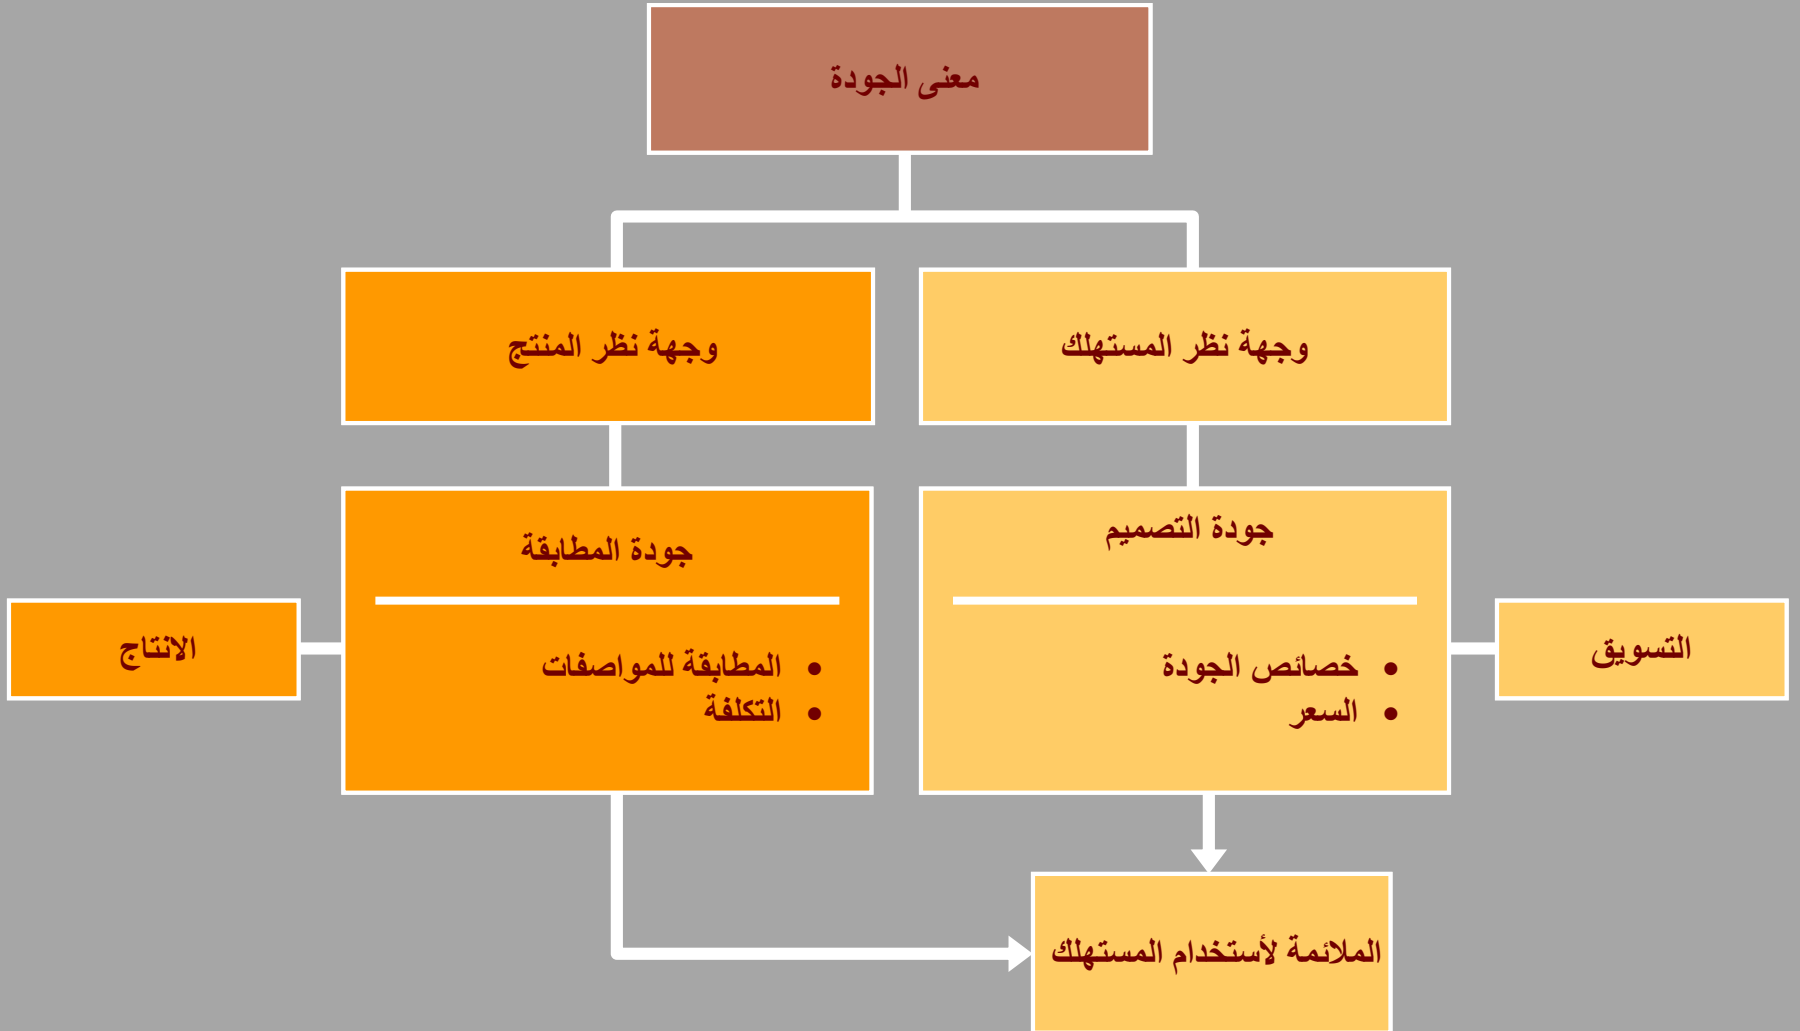 معنى الجودة
وجهة نظر المستهلك
وجهة نظر المنتج
جودة التصميم
• خصائص الجودة
• السعر
التسويق
جودة المطابقة
• المطابقة للمواصفات
• التكلفة
الانتاج
الملائمة لأستخدام المستهلك